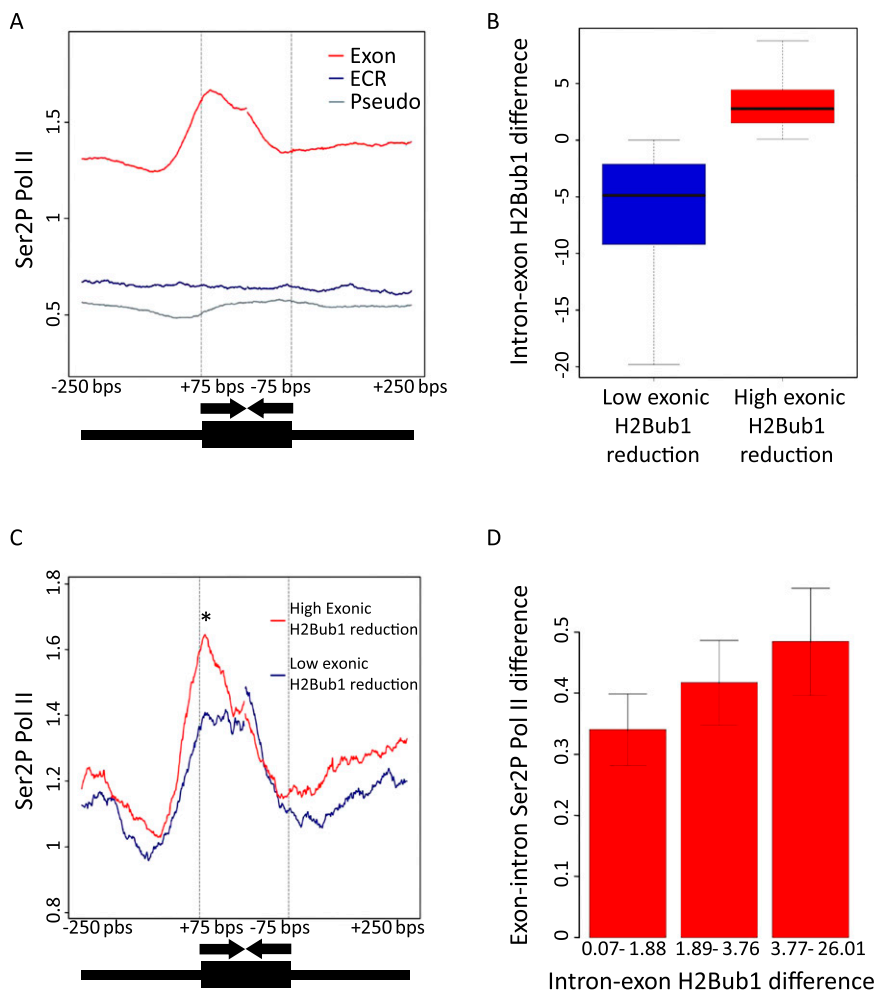 A
Ser2P Pol II
1.5
1
0.5
Exon
ECR
Pseudo
-250 bps
+75 bps
-75 bps
+250 bps
B
Intron-exon H2Bub1 differnece
5
0
-5
-10
-15
-20
Low exonic
H2Bub1
reduction
High exonic
H2Bub1
reduction
C
Ser2P Pol II
1.8
1.6
1.4
1.2
1
0.8
*
High Exonic
H2Bub1 reduction
Low exonic
H2Bub1 reduction
-250 pbs
+75 bps
-75 bps
+250 bps
D
Exon-intron Ser2P Pol II difference
0.5
0.4
0.3
0.2
0.1
0
0.07- 1.88
1.89- 3.76
3.77- 26.01
Intron-exon H2Bub1 difference